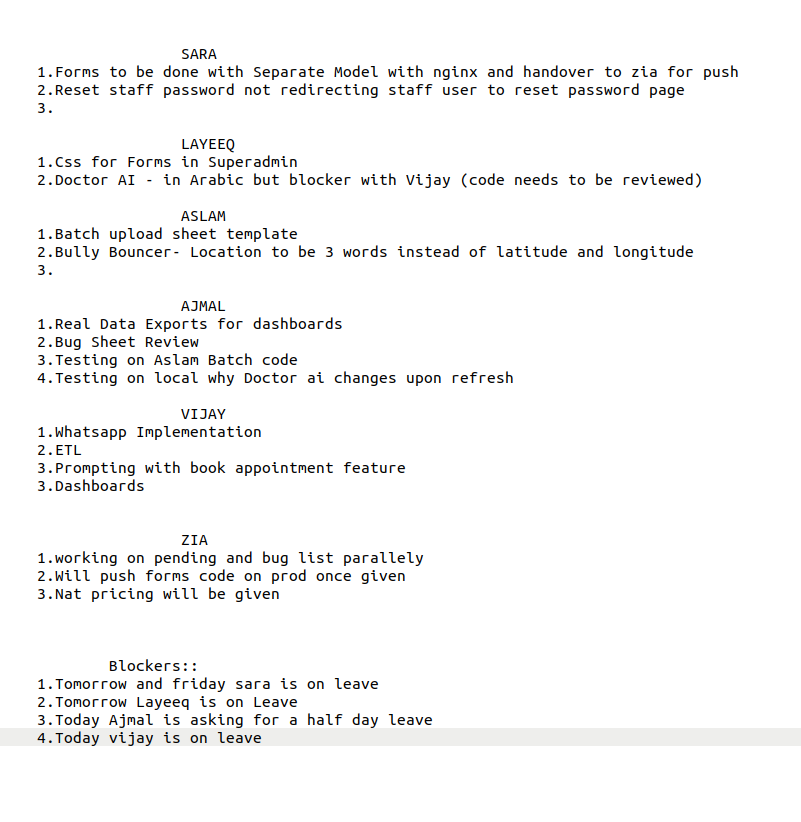 SARA
1.Forms to be done with Separate Model with nginx and handover to zia for push
2.Reset staff password not redirecting staff user to reset password page
3.
LAYEEQ
1.Css for Forms in Superadmin
2.Doctor AI - in Arabic but blocker with Vijay (code needs to be reviewed)
ASLAM
1.Batch upload sheet template
2.Bully Bouncer- Location to be 3 words instead of latitude and longitude
3.
AJMAL
1.Real Data Exports for dashboards
2.Bug Sheet Review
3.Testing on Aslam Batch code
4.Testing on local why Doctor ai changes upon refresh
VIJAY
1.Whatsapp Implementation
2.ETL
3.Prompting with book appointment feature
3.Dashboards
ZIA
1.working on pending and bug list parallely
2.Will push forms code on prod once given
3.Nat pricing will be given
Blockers::
1.Tomorrow and friday sara is on leave
2.Tomorrow Layeeq is on Leave
3.Today Ajmal is asking for a half day leave
4.Today vijay is on leave